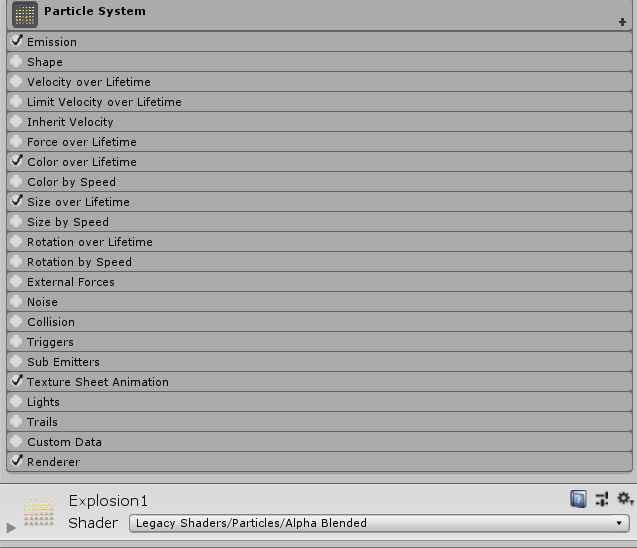 Particle System
Emission
Shape
Velocity over Lifetime
Limit Velocity over Lifetime
Inherit Velocity
Force over Lifetime
Color over Lifetime
Color by Speed
Size over Lifetime
Size by Speed
Rotation over Lifetime
Rotation by Speed
External Forces
Noise
Collision
Triggers
Sub Emitters
Texture Sheet Animation
Lights
Trails
Custom Data
Renderer
Explosion1
Shader Legacy Shaders/Particles/Alpha Blended